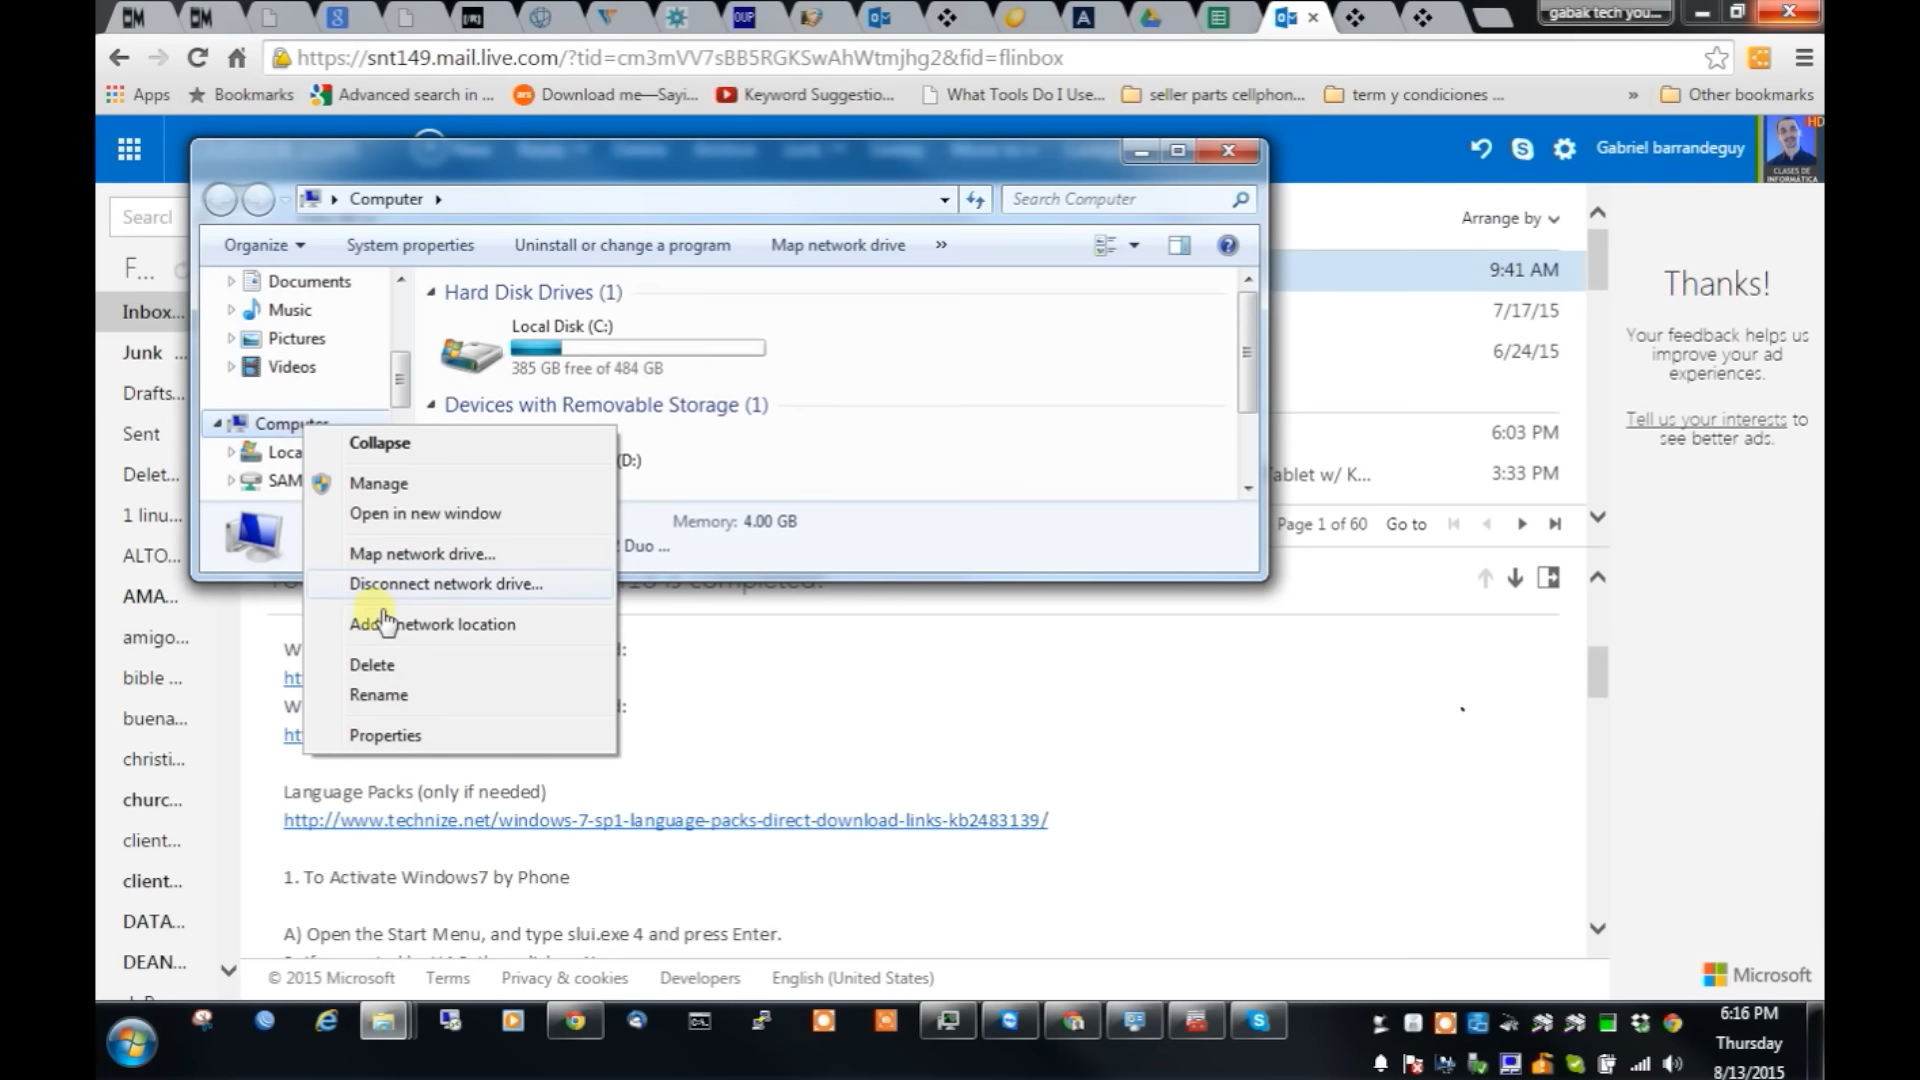 gabak tech you...
https://snt149.mail.live.com/?tid=cm3mVV7sBB5RGKSwAhWtmjhg2&fid=flinbox
Apps
Bookmarks
Advanced search in ...
Download me—Sayi...
Keyword Suggestio...
What Tools Do I Use...
seller parts cellphon...
term y condiciones ...
»
Other bookmarks
Gabriel barrandeguy
HD
CLASES DE
INFORMÁTICA
Searcl
F...
Inbox...
Junk ...
Drafts...
Sent
Delet...
1 linu...
ALTO...
AMA...
amigo...
bible ...
buena...
christi...
churc...
client...
client...
DATA...
DEAN...
Computer
Search Computer
Organize
System properties
Uninstall or change a program
Map network drive
»
Documents
Music
Pictures
Videos
Computer
Loca
SAM
Hard Disk Drives (1)
Local Disk (C:)
385 GB free of 484 GB
Devices with Removable Storage (1)
(D:)
Memory: 4.00 GB
Duo ...
Collapse
Manage
Open in new window
Map network drive...
Disconnect network drive...
Add network location
Delete
Rename
Properties
Arrange by
9:41 AM
7/17/15
6/24/15
6:03 PM
Tablet w/ K...
3:33 PM
Page 1 of 60
Go to
is completed.
W
d:
htt
W
d:
htt
Language Packs (only if needed)
http://www.technize.net/windows-7-sp1-language-packs-direct-download-links-kb2483139/
1. To Activate Windows7 by Phone
A) Open the Start Menu, and type slui.exe 4 and press Enter.
© 2015 Microsoft
Terms
Privacy & cookies
Developers
English (United States)
Thanks!
Your feedback helps us
improve your ad
experiences.
Tell us your interests to
see better ads.
Microsoft
6:16 PM
Thursday
8/13/2015